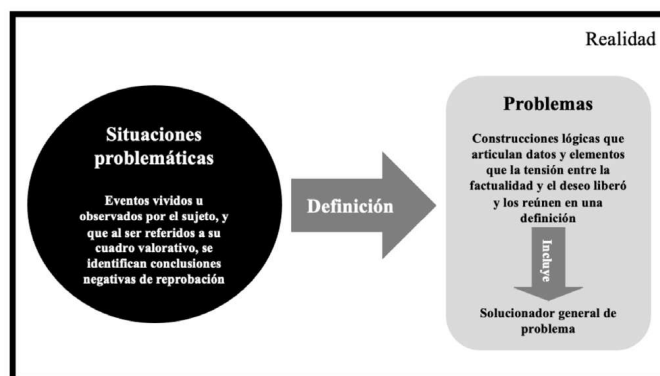 Realidad
Situaciones
problemáticas
Eventos vividos u
observados por el sujeto, y
que al ser referidos a su
cuadro valorativo, se
identifican conclusiones
negativas de reprobación
Definición
Problemas
Construcciones lógicas que
articulan datos y elementos
que la tensión entre la
factualidad y el deseo liberó
y los reúnen en una
definición
Incluye
Solucionador general de
problema